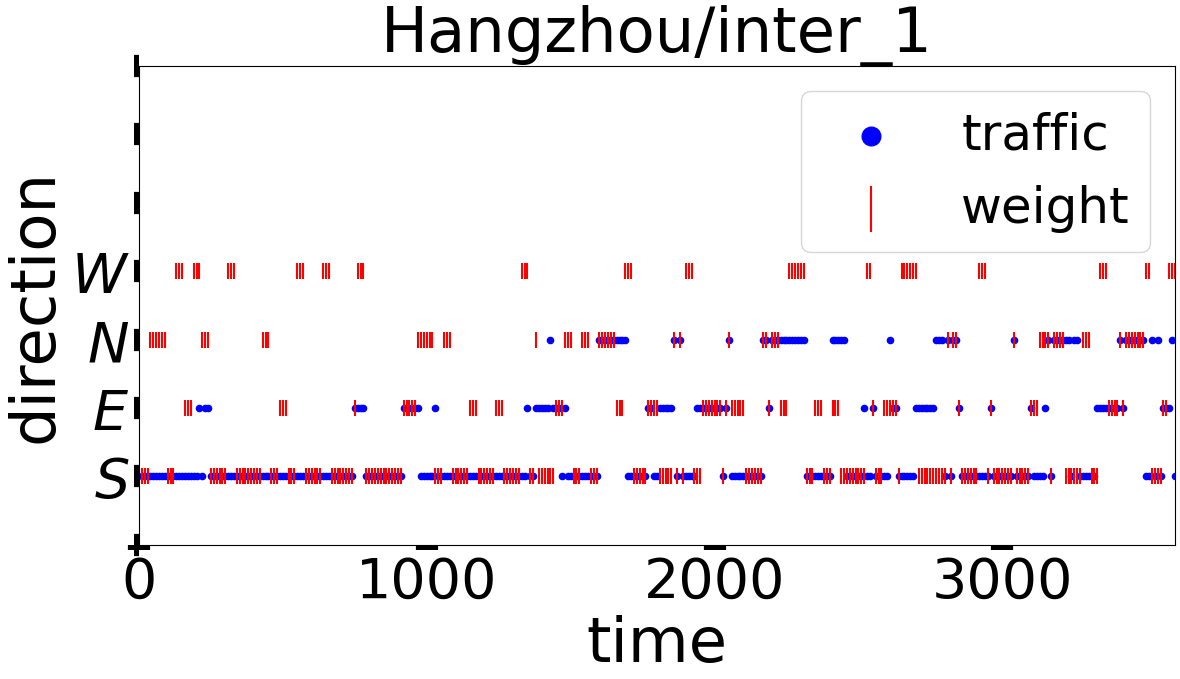 Hangzhou/inter_1
traffic
weight
direction
W
N
E
S
0 1000 2000 3000
time